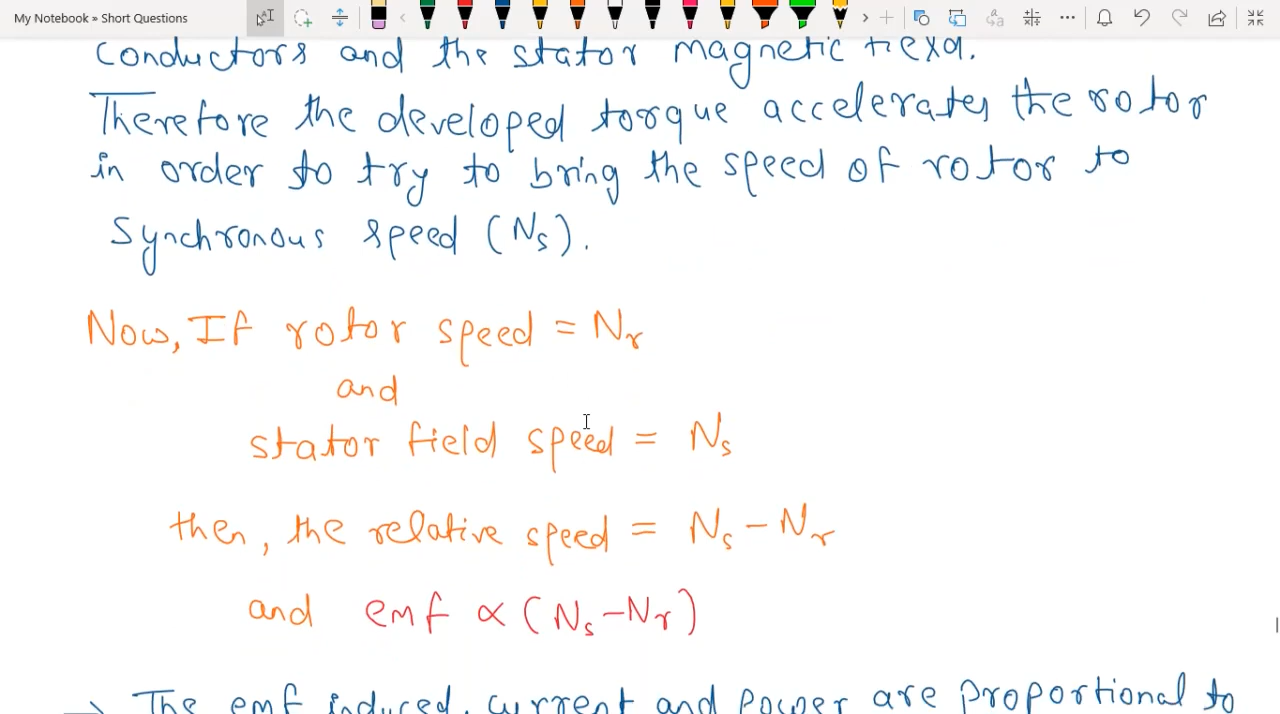 My Notebook » Short Questions
conductors and the stator magnetic
Therefore the developed torque accelerates the rotor
in order to try to bring the speed of rotor to
synchronous speed (Ns).
Now, If rotor speed = Nr
and
stator field speed = Ns
then, the relative speed = Ns - Nr
and emf ∝ (Ns - Nr)
→ The emf induced, current and power are proportional to